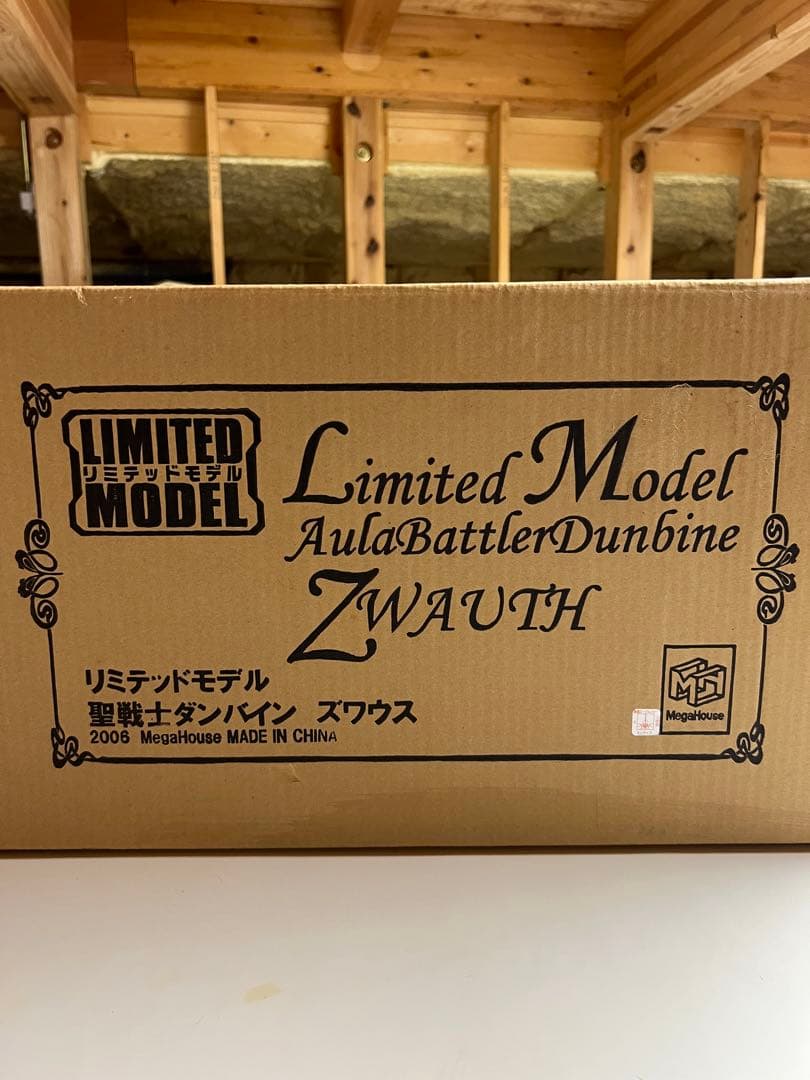 LIMITED
リミテッドモデル
MODEL
Limited Model
AulaBattlerDunbine
ZWAUTH
リミテッドモデル
聖戦士ダンバイン ズワウス
2006 MegaHouse MADE IN CHINA
MegaHouse